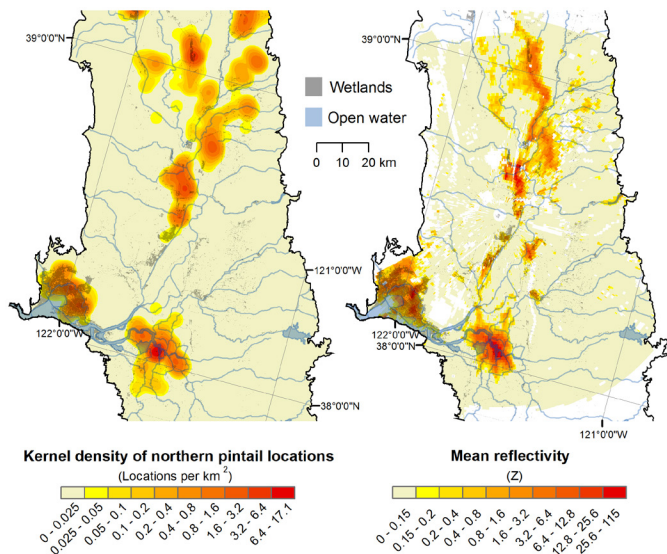 39°0'0"N
39°0'0"N
Wetlands
Open water
0 10 20 km
121°0'0"W
122°0'0"W
122°0'0"W
38°0'0"N
38°0'0"N
121°0'0"W
Kernel density of northern pintail locations
(Locations per km2)
0 - 0.025
0.025 - 0.05
0.05 - 0.1
0.1 - 0.2
0.2 - 0.4
0.4 - 0.8
0.8 - 1.6
1.6 - 3.2
3.2 - 6.4
6.4 - 17.1
Mean reflectivity
(Z)
0 - 0.15
0.15 - 0.2
0.2 - 0.4
0.4 - 0.8
0.8 - 1.6
1.6 - 3.2
3.2 - 6.4
6.4 - 12.8
12.8 - 25.6
25.6 - 115